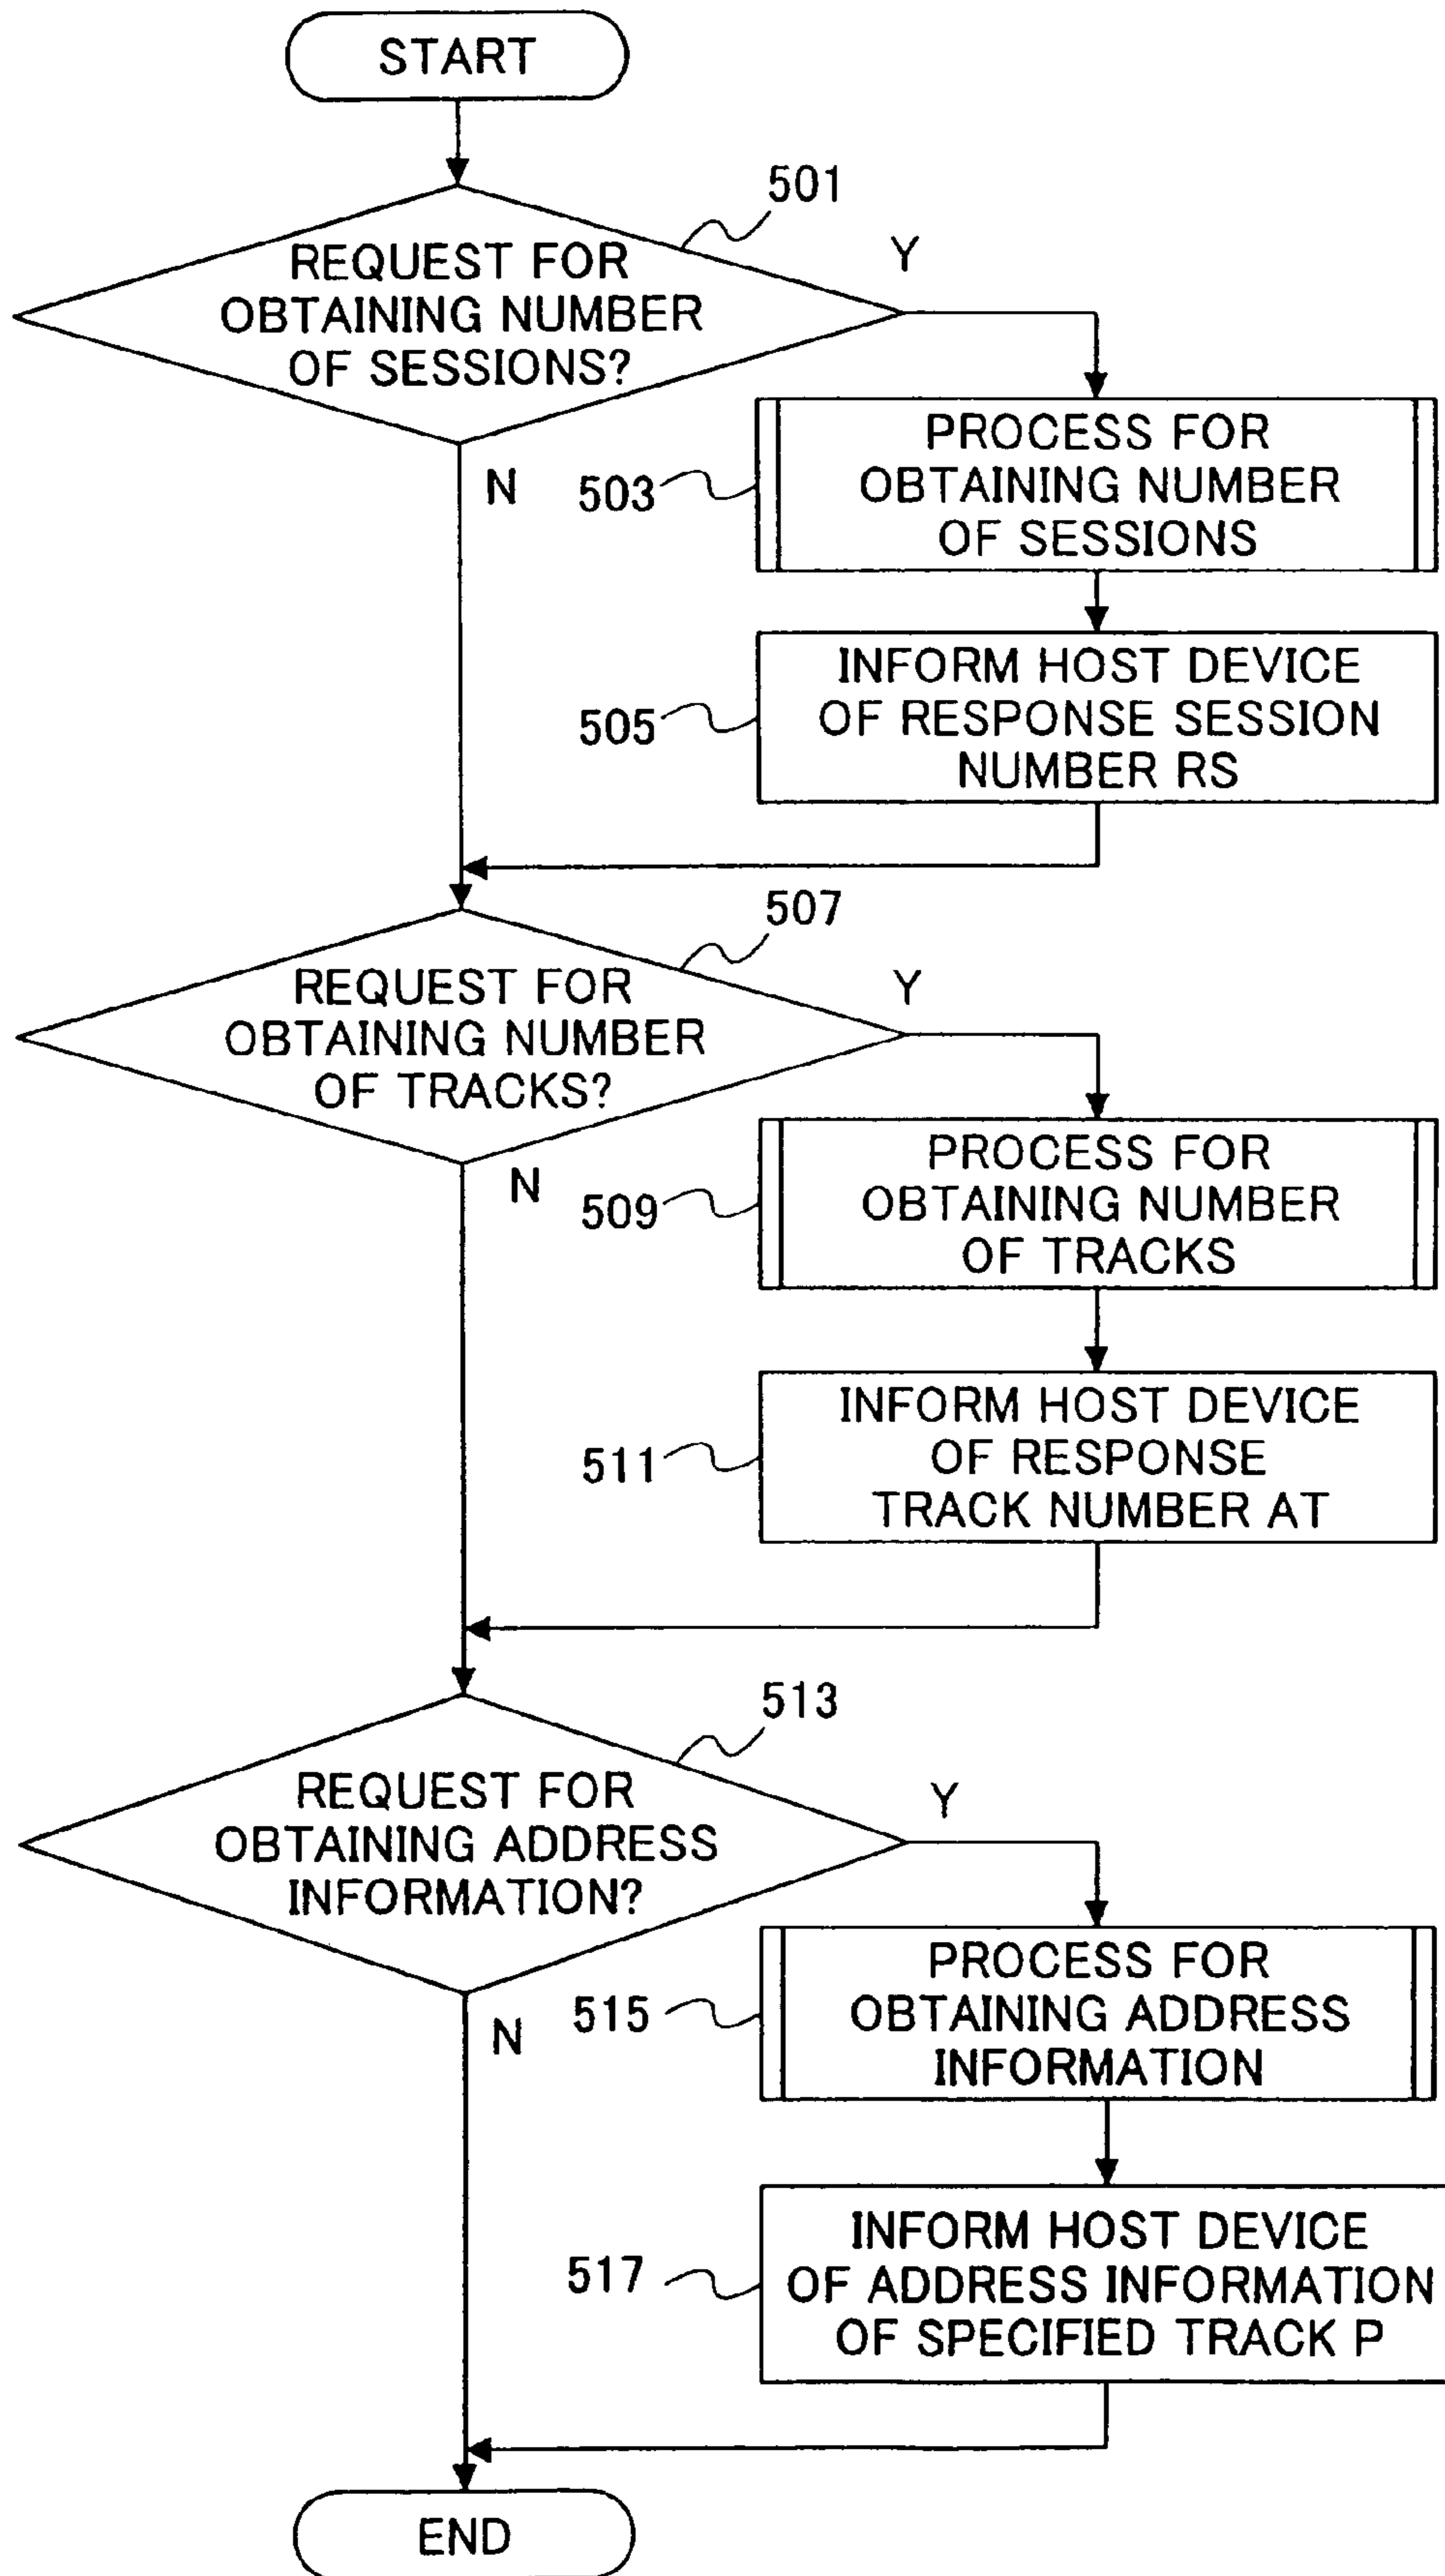 START
501
REQUEST FOR
OBTAINING NUMBER
OF SESSIONS?
Y
N
503
PROCESS FOR
OBTAINING NUMBER
OF SESSIONS
505
INFORM HOST DEVICE
OF RESPONSE SESSION
NUMBER RS
507
REQUEST FOR
OBTAINING NUMBER
OF TRACKS?
Y
N
509
PROCESS FOR
OBTAINING NUMBER
OF TRACKS
511
INFORM HOST DEVICE
OF RESPONSE
TRACK NUMBER AT
513
REQUEST FOR
OBTAINING ADDRESS
INFORMATION?
Y
N
515
PROCESS FOR
OBTAINING ADDRESS
INFORMATION
517
INFORM HOST DEVICE
OF ADDRESS INFORMATION
OF SPECIFIED TRACK P
END